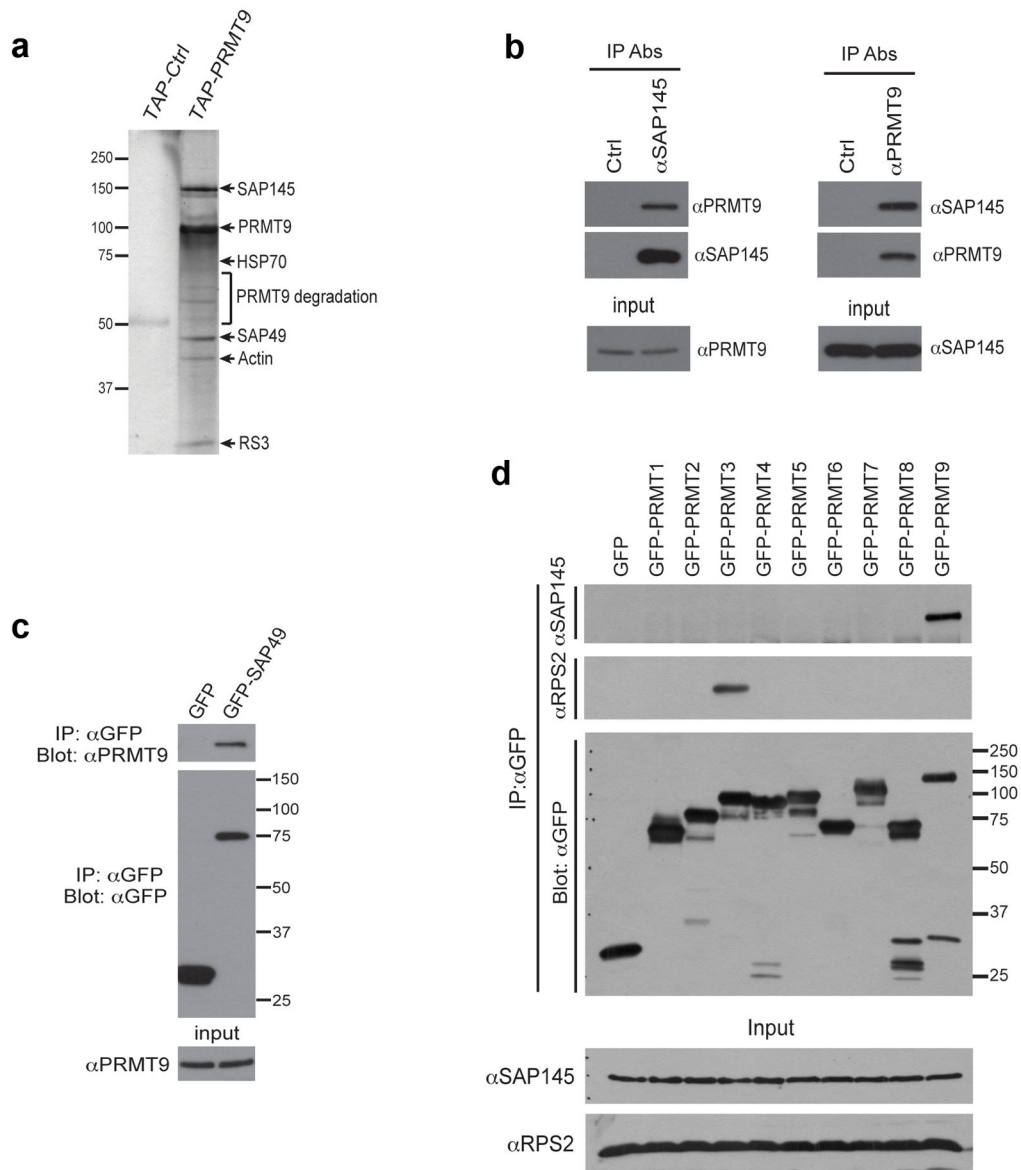 a
TAP-Ctrl
TAP-PRMT9
250
150
100
75
50
37
SAP145
PRMT9
HSP70
PRMT9 degradation
SAP49
Actin
RS3
b
IP Abs
Ctrl
αSAP145
αPRMT9
αSAP145
input
αPRMT9
IP Abs
Ctrl
αPRMT9
αSAP145
αPRMT9
input
αSAP145
c
GFP
GFP-SAP49
IP: αGFP
Blot: αPRMT9
IP: αGFP
Blot: αGFP
150
100
75
50
37
25
input
αPRMT9
d
GFP
GFP-PRMT1
GFP-PRMT2
GFP-PRMT3
GFP-PRMT4
GFP-PRMT5
GFP-PRMT6
GFP-PRMT7
GFP-PRMT8
GFP-PRMT9
IP:αGFP
αSAP145
αRPS2
Blot: αGFP
250
150
100
75
50
37
25
Input
αSAP145
αRPS2